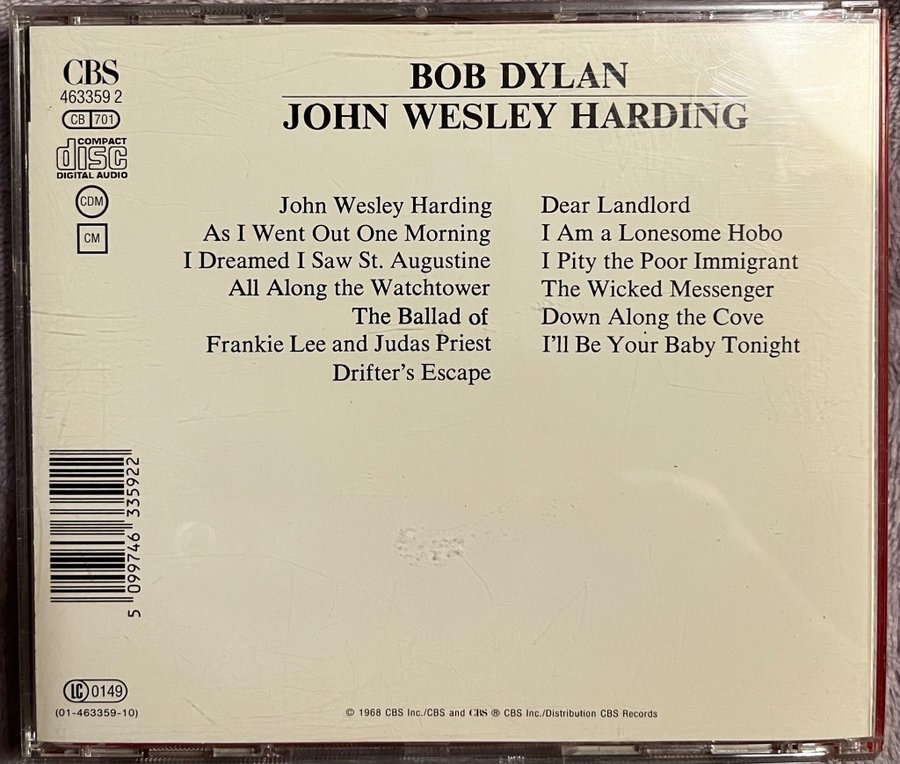 CBS
463359 2
CB 701
COMPACT
disc
DIGITAL AUDIO
CDM
CM
BOB DYLAN
JOHN WESLEY HARDING
John Wesley Harding
As I Went Out One Morning
I Dreamed I Saw St. Augustine
All Along the Watchtower
The Ballad of
Frankie Lee and Judas Priest
Drifter's Escape
Dear Landlord
I Am a Lonesome Hobo
I Pity the Poor Immigrant
The Wicked Messenger
Down Along the Cove
I'll Be Your Baby Tonight
5 099746 335922
LC 0149
(01-463359-10)
© 1968 CBS Inc./CBS and CBS ® CBS Inc./Distribution CBS Records